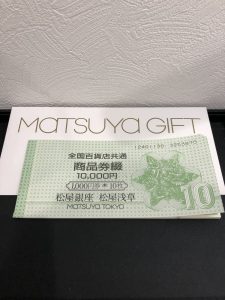 MATSUYA GIFT
全国百貨店共通
商品券綴
10,000円
1,000円券 10枚
松屋銀座 松屋浅草
MATSUYA TOKYO
10